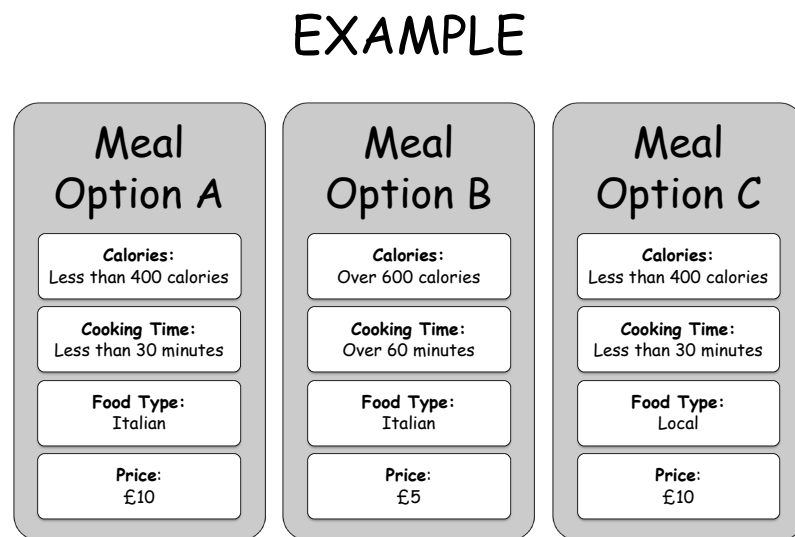 EXAMPLE
Meal
Option A
Calories:
Less than 400 calories
Cooking Time:
Less than 30 minutes
Food Type:
Italian
Price:
£10
Meal
Option B
Calories:
Over 600 calories
Cooking Time:
Over 60 minutes
Food Type:
Italian
Price:
£5
Meal
Option C
Calories:
Less than 400 calories
Cooking Time:
Less than 30 minutes
Food Type:
Local
Price:
£10